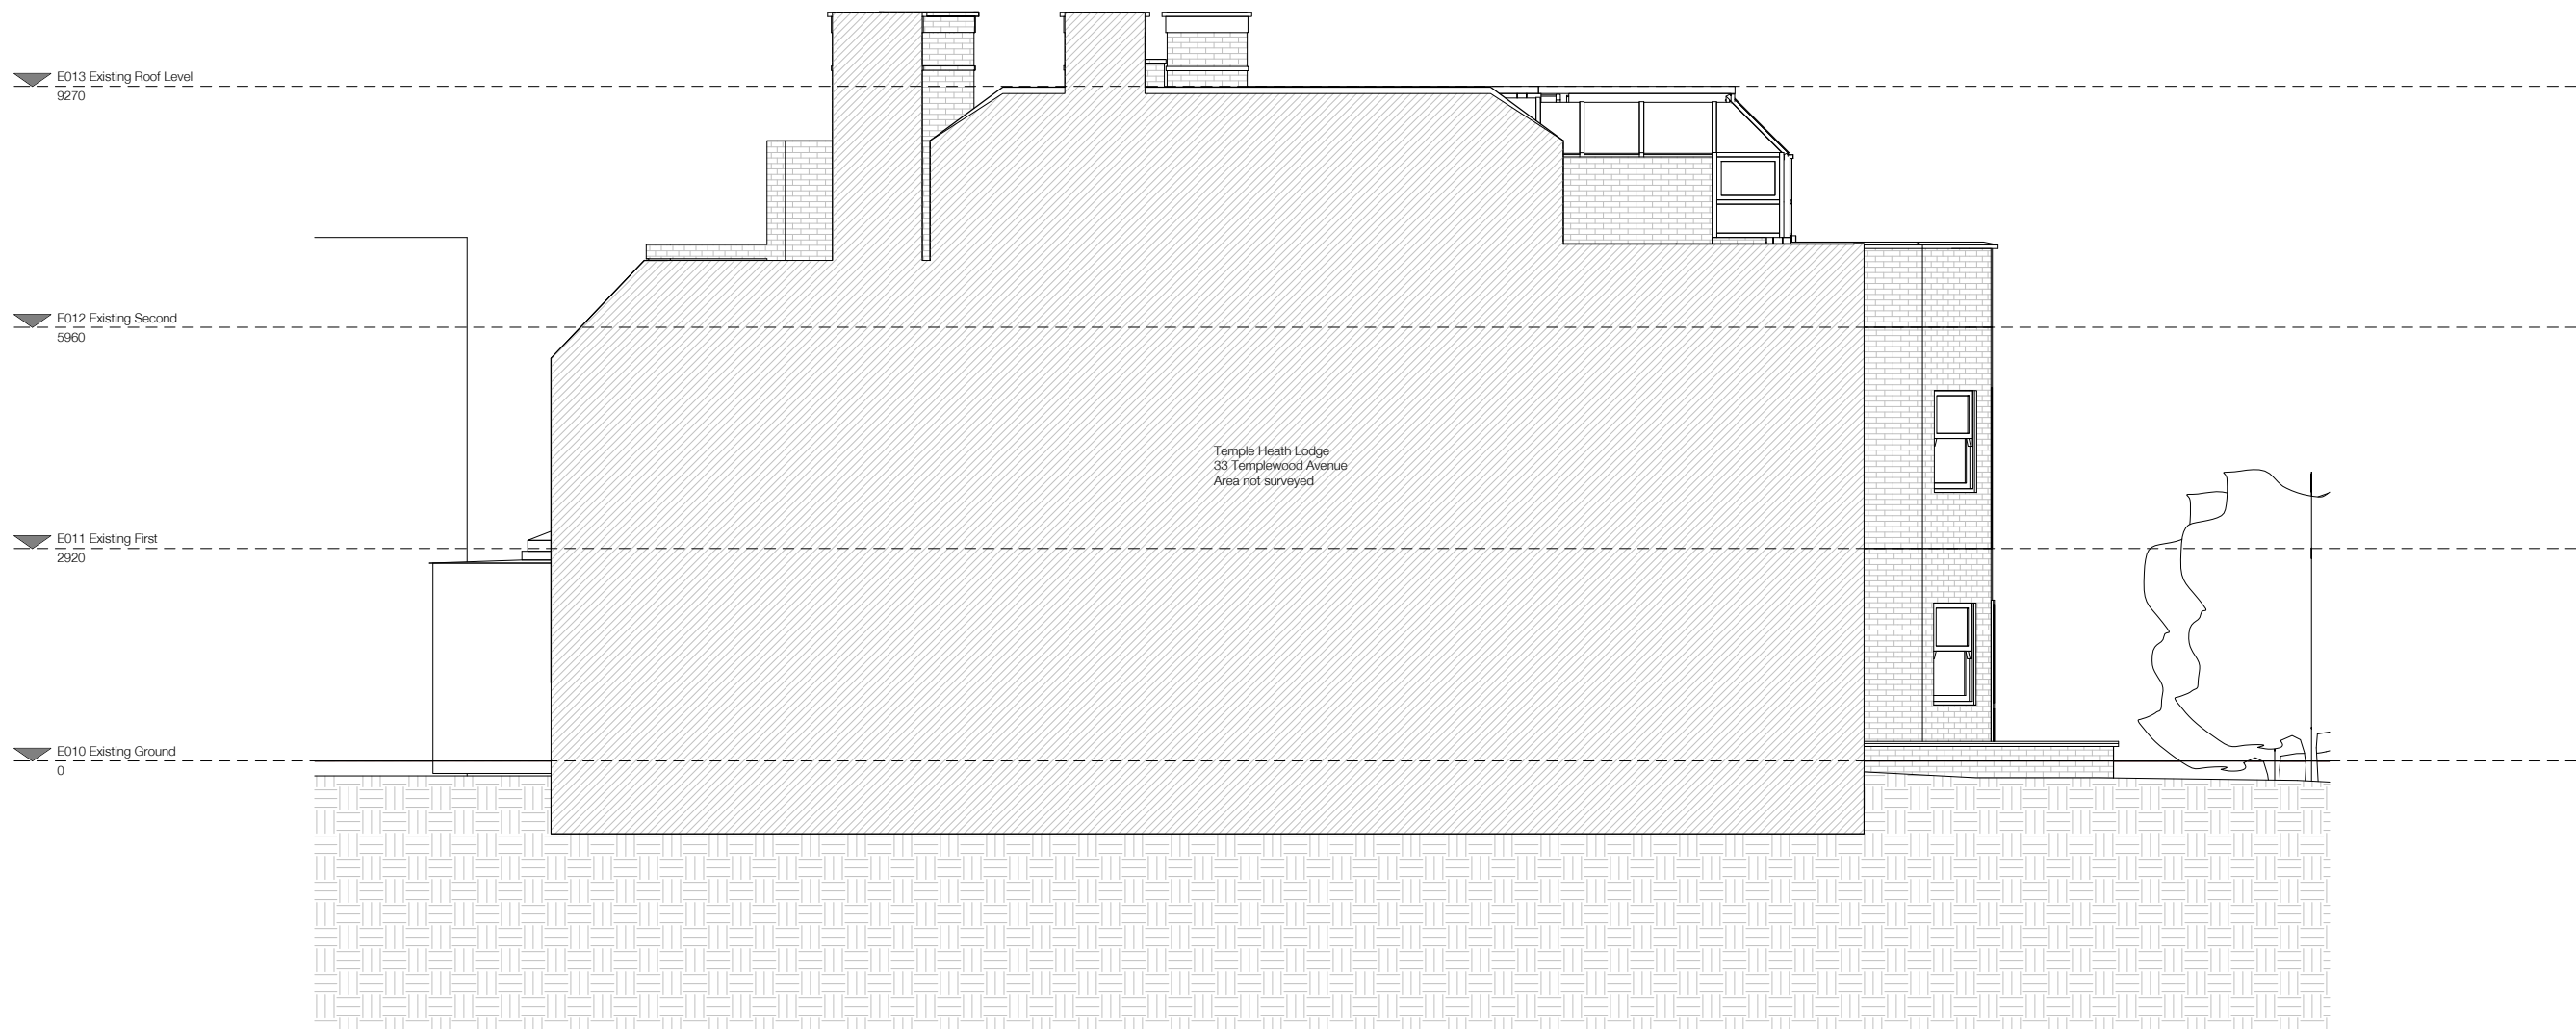 E013 Existing Roof Level
9270
E012 Existing Second
5960
Temple Heath Lodge
33 Templewood Avenue
Area not surveyed
E011 Existing First
2920
E010 Existing Ground
0